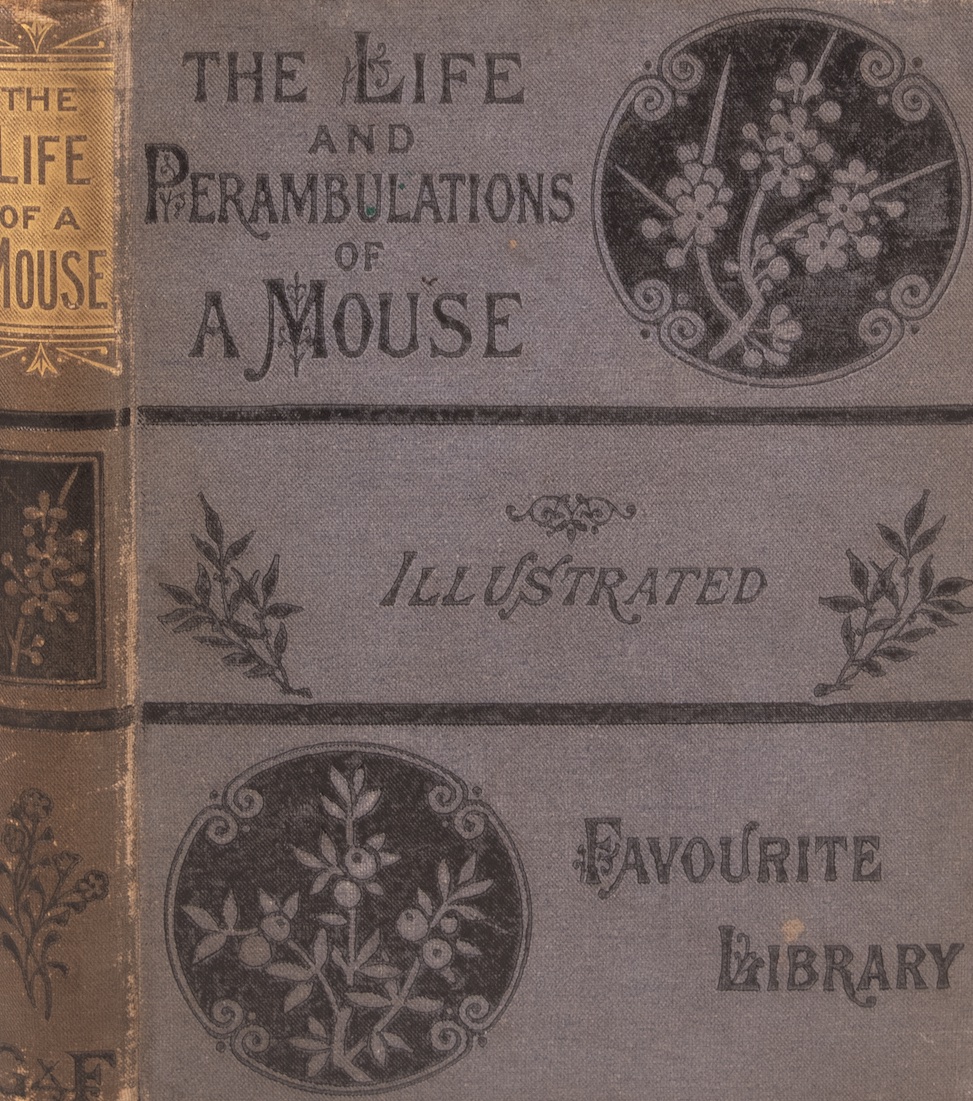 THE
LIFE
OF A
MOUSE
G & F
THE LIFE
AND
PERAMBULATIONS
OF
A MOUSE
ILLUSTRATED
FAVOURITE
LIBRARY